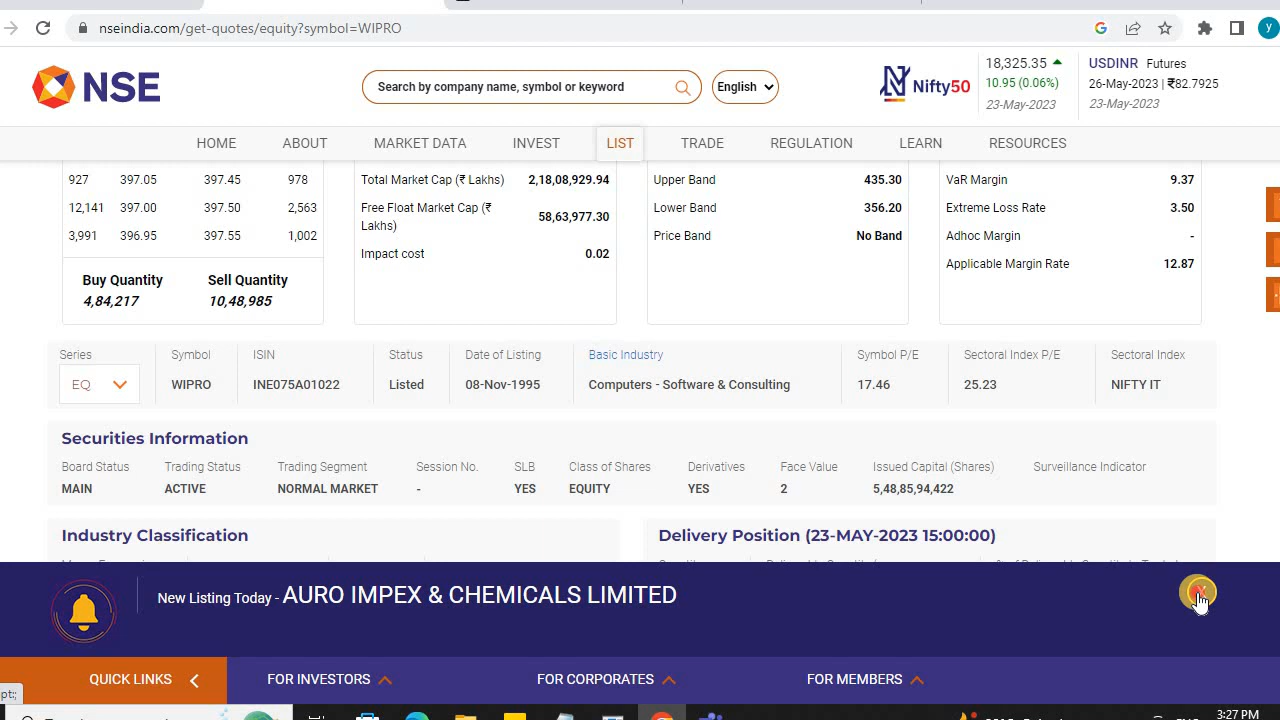 nseindia.com/get-quotes/equity?symbol=WIPRO
NSE
Search by company name, symbol or keyword
English
Nifty50
18,325.35
10.95 (0.06%)
23-May-2023
USDINR Futures
26-May-2023 | ₹82.7925
23-May-2023
HOME ABOUT MARKET DATA INVEST LIST TRADE REGULATION LEARN RESOURCES
927 397.05 397.45 978
12,141 397.00 397.50 2,563
3,991 396.95 397.55 1,002
Buy Quantity Sell Quantity
4,84,217 10,48,985
Total Market Cap (₹ Lakhs) 2,18,08,929.94
Free Float Market Cap (₹
Lakhs) 58,63,977.30
Impact cost 0.02
Upper Band 435.30
Lower Band 356.20
Price Band No Band
VaR Margin 9.37
Extreme Loss Rate 3.50
Adhoc Margin -
Applicable Margin Rate 12.87
Series Symbol ISIN Status Date of Listing Basic Industry Symbol P/E Sectoral Index P/E Sectoral Index
EQ WIPRO INE075A01022 Listed 08-Nov-1995 Computers - Software & Consulting 17.46 25.23 NIFTY IT
Securities Information
Board Status Trading Status Trading Segment Session No. SLB Class of Shares Derivatives Face Value Issued Capital (Shares) Surveillance Indicator
MAIN ACTIVE NORMAL MARKET - YES EQUITY YES 2 5,48,85,94,422
Industry Classification Delivery Position (23-MAY-2023 15:00:00)
New Listing Today - AURO IMPEX & CHEMICALS LIMITED
QUICK LINKS FOR INVESTORS FOR CORPORATES FOR MEMBERS
pt:;
3:27 PM